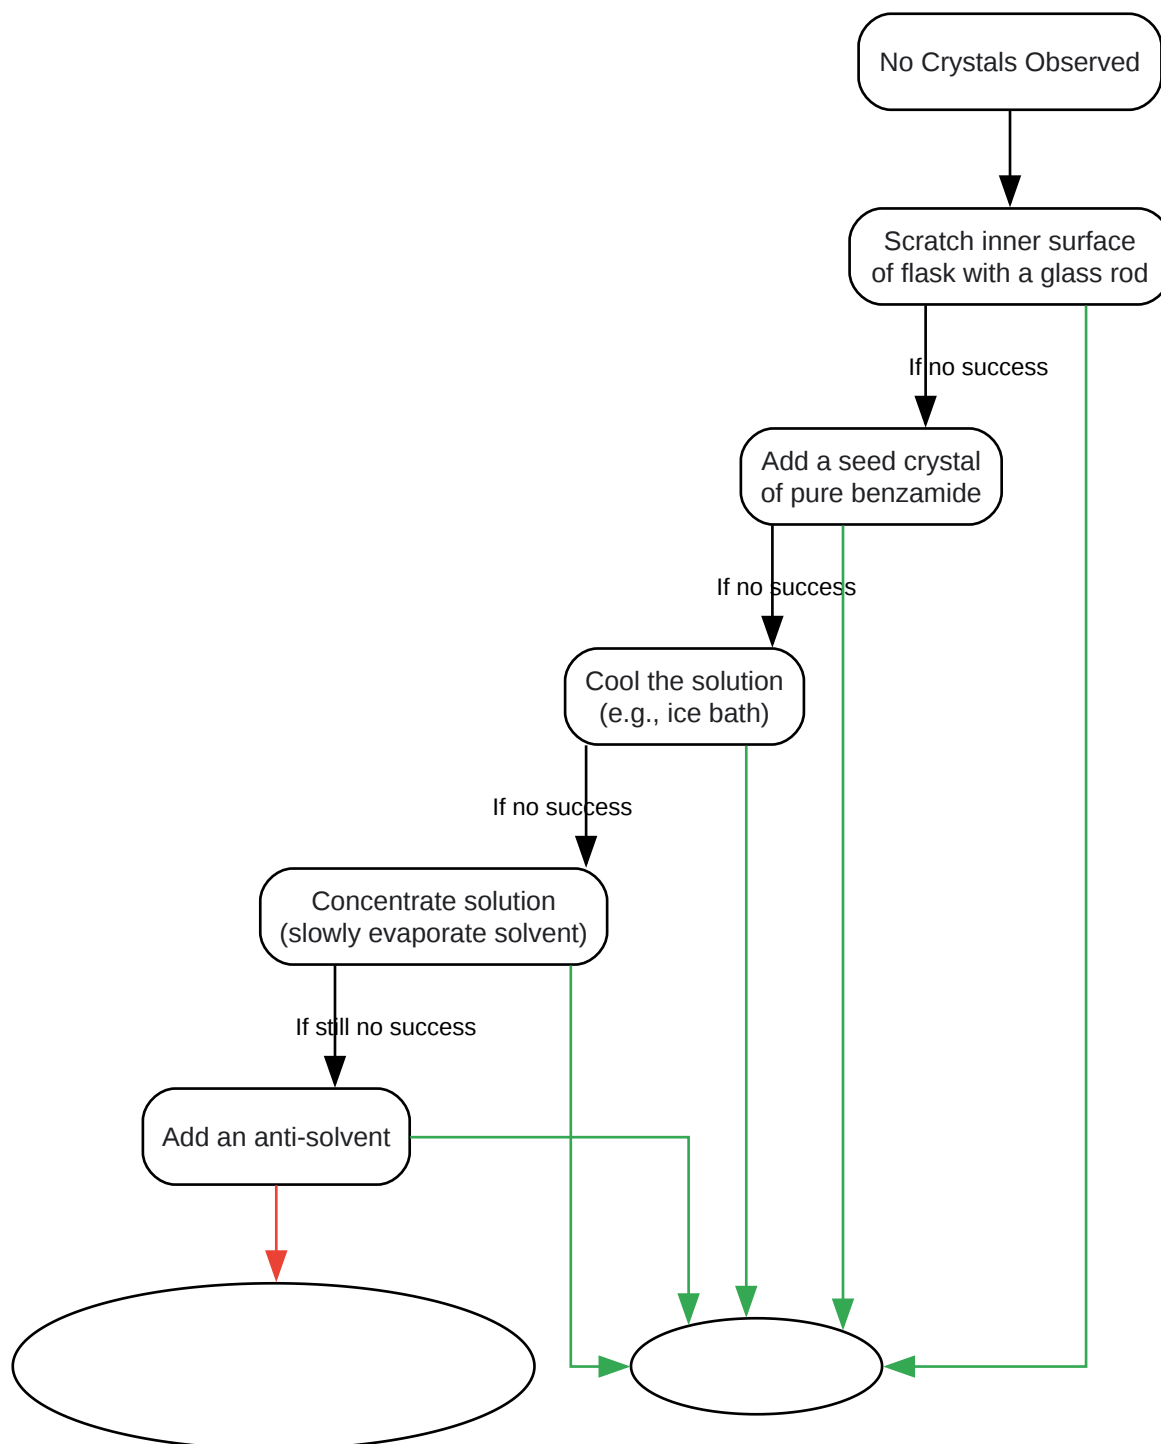 No Crystals Observed
Scratch inner surface
of flask with a glass rod
If no success
Add a seed crystal
of pure benzamide
If no success
Cool the solution
(e.g., ice bath)
If no success
Concentrate solution
(slowly evaporate solvent)
If still no success
Add an anti-solvent